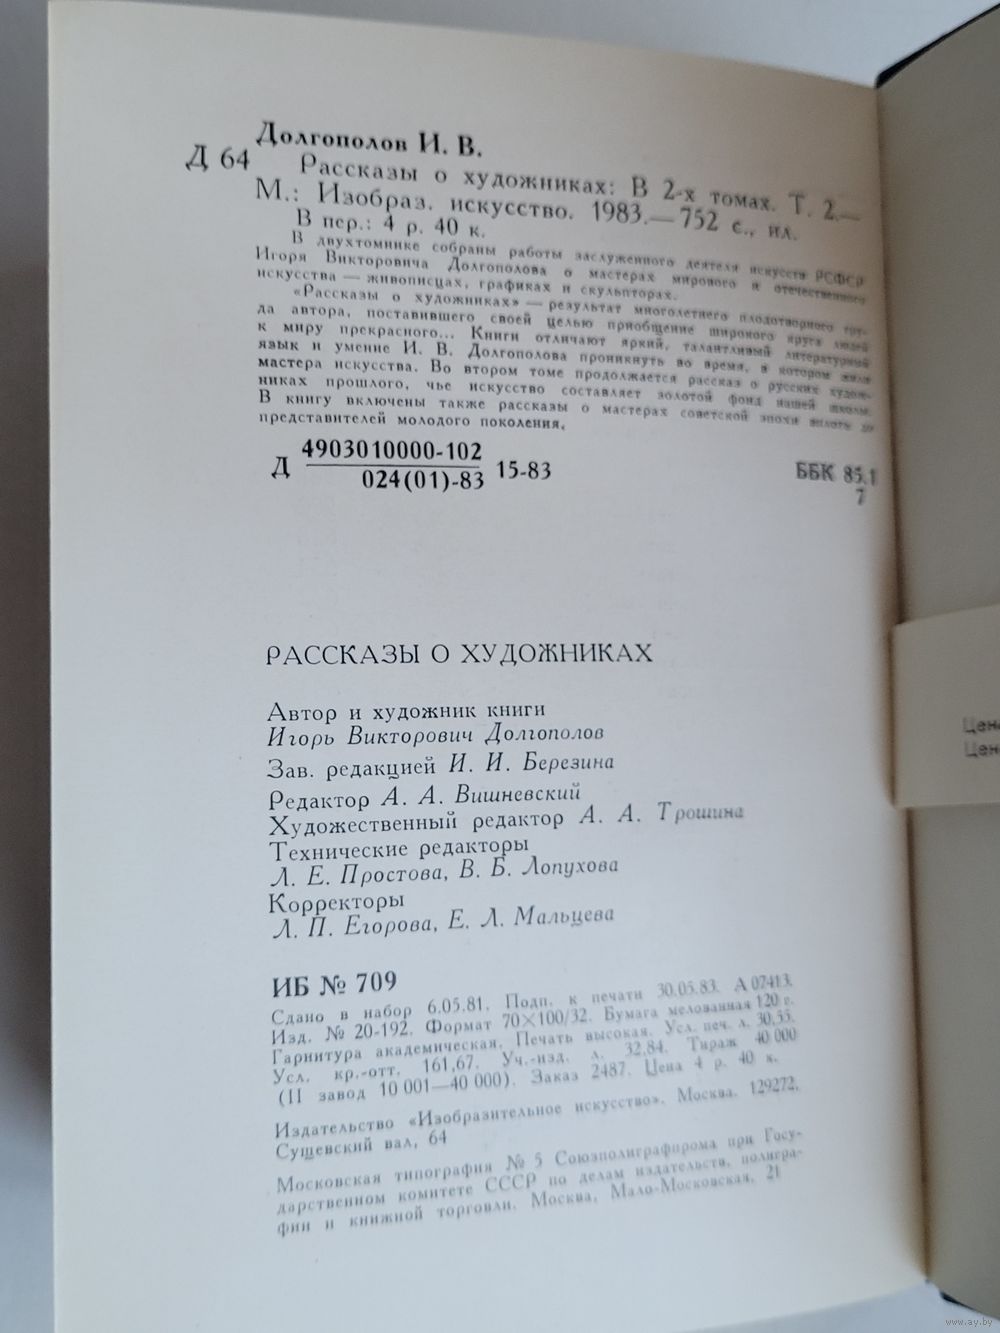 Долгополов И. В.
Д 64 Рассказы о художниках: В 2-х томах. Т. 2.—
М.: Изобраз. искусство. 1983.—752 с., ил.
В пер.: 4 р. 40 к.
В двухтомнике собраны работы заслуженного деятеля искусств РСФСР
Игоря Викторовича Долгополова о мастерах мирового и отечественного
искусства — живописцах, графиках и скульпторах.
«Рассказы о художниках» — результат многолетнего плодотворного тру-
да автора, поставившего своей целью приобщение широкого круга людей
к миру прекрасного... Книги отличают яркий, талантливый литературный
язык и умение И. В. Долгополова проникнуть во время, в котором жили
мастера искусства. Во втором томе продолжается рассказ о русских худож-
никах прошлого, чье искусство составляет золотой фонд нашей школы.
В книгу включены также рассказы о мастерах советской эпохи вплоть до
представителей молодого поколения.
Д 4903010000-102 15-83
024(01)-83
ББК 85.1
7
РАССКАЗЫ О ХУДОЖНИКАХ
Автор и художник книги
Игорь Викторович Долгополов
Зав. редакцией И. И. Березина
Редактор А. А. Вишневский
Художественный редактор А. А. Трошина
Технические редакторы
Л. Е. Простова, В. Б. Лопухова
Корректоры
Л. П. Егорова, Е. Л. Мальцева
ИБ № 709
Сдано в набор 6.05.81. Подп. к печати 30.05.83. А 02413.
Изд. № 20-192. Формат 70×100/32. Бумага мелованная 120 г.
Гарнитура академическая. Печать высокая. Усл. печ. л. 30,55.
Усл. кр.-отт. 161,67. Уч.-изд. л. 32,84. Тираж 40 000
(II завод 10 001—40 000). Заказ 2487. Цена 4 р. 40 к.
Издательство «Изобразительное искусство». Москва. 129272,
Сущевский вал, 64
Московская типография № 5 Союзполиграфпрома при Госу-
дарственном комитете СССР по делам издательств, полигра-
фии и книжной торговли. Москва, Мало-Московская, 21
Цен
Цен
www.ay.by